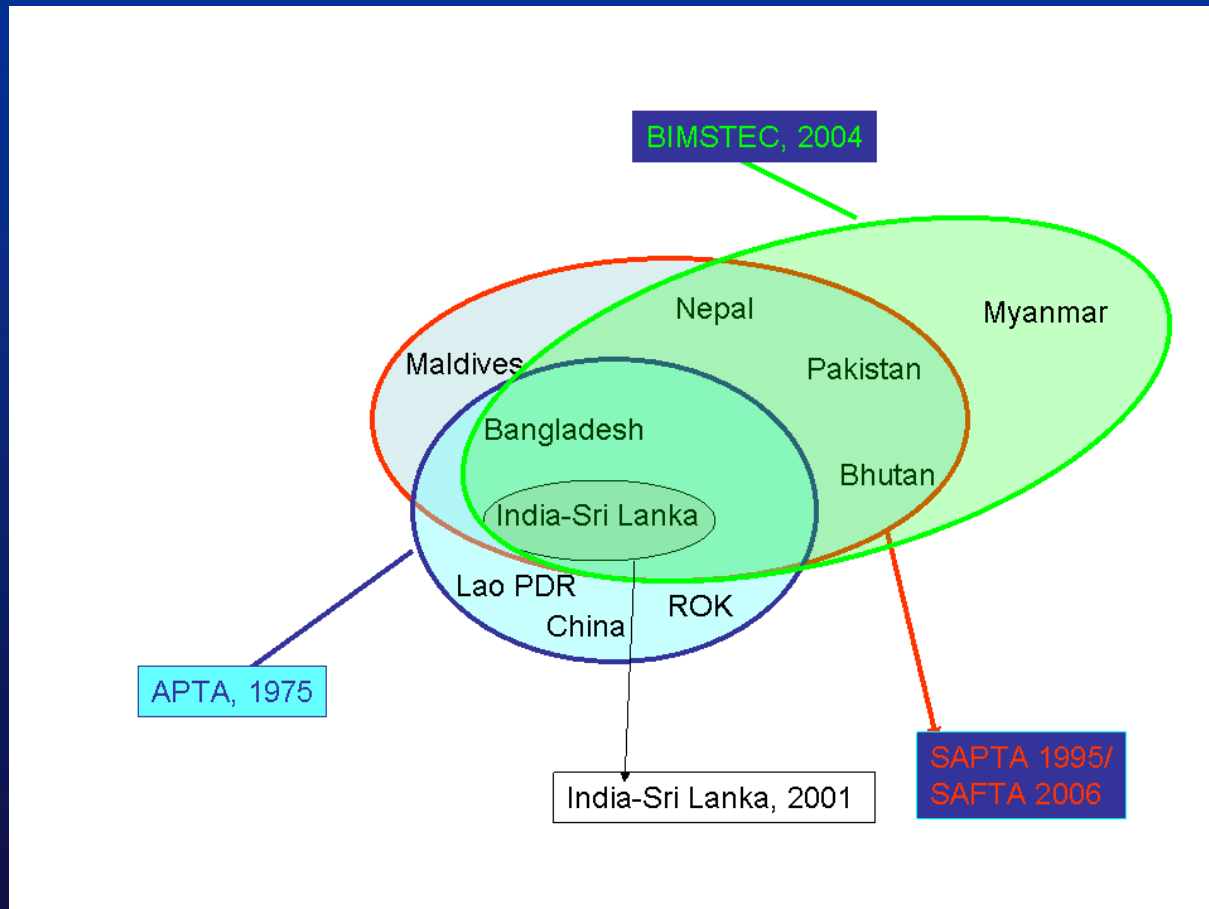 BIMSTEC, 2004
Nepal
Myanmar
Maldives
Pakistan
Bangladesh
Bhutan
India-Sri Lanka
Lao PDR
ROK
China
APTA, 1975
SAPTA 1995/
SAFTA 2006
India-Sri Lanka, 2001